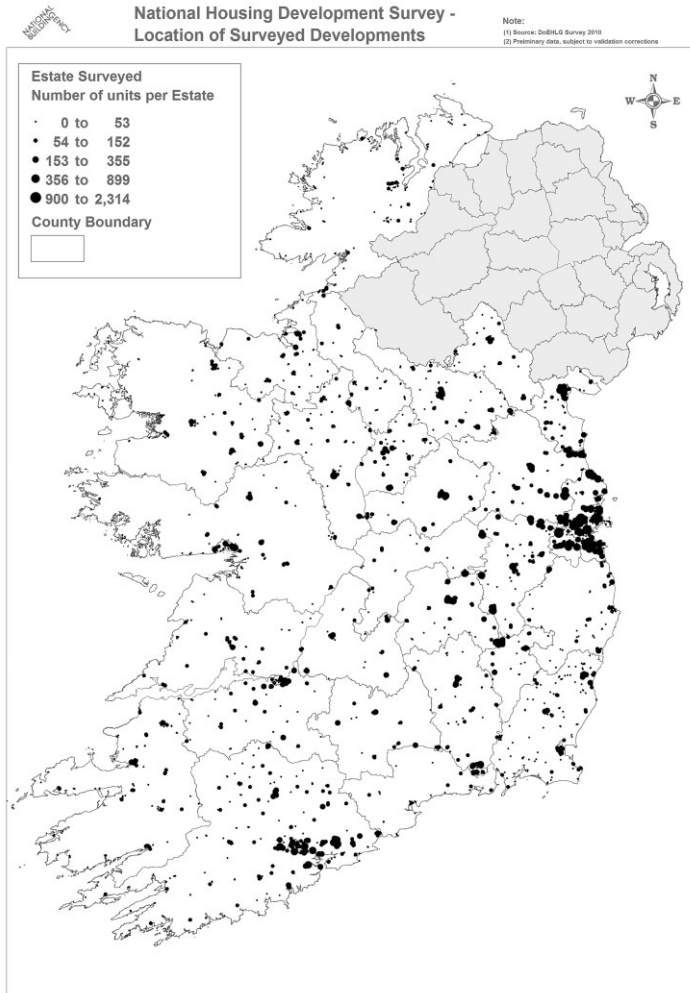 NATIONAL
BUILDING
AGENCY
National Housing Development Survey -
Location of Surveyed Developments
Note:
(1) Source: DoEHLG Survey 2010
(2) Preiminary data, subject to validation corrections
Estate Surveyed
Number of units per Estate
0 to 53
54 to 152
153 to 355
356 to 899
900 to 2,314
County Boundary
N
W E
S